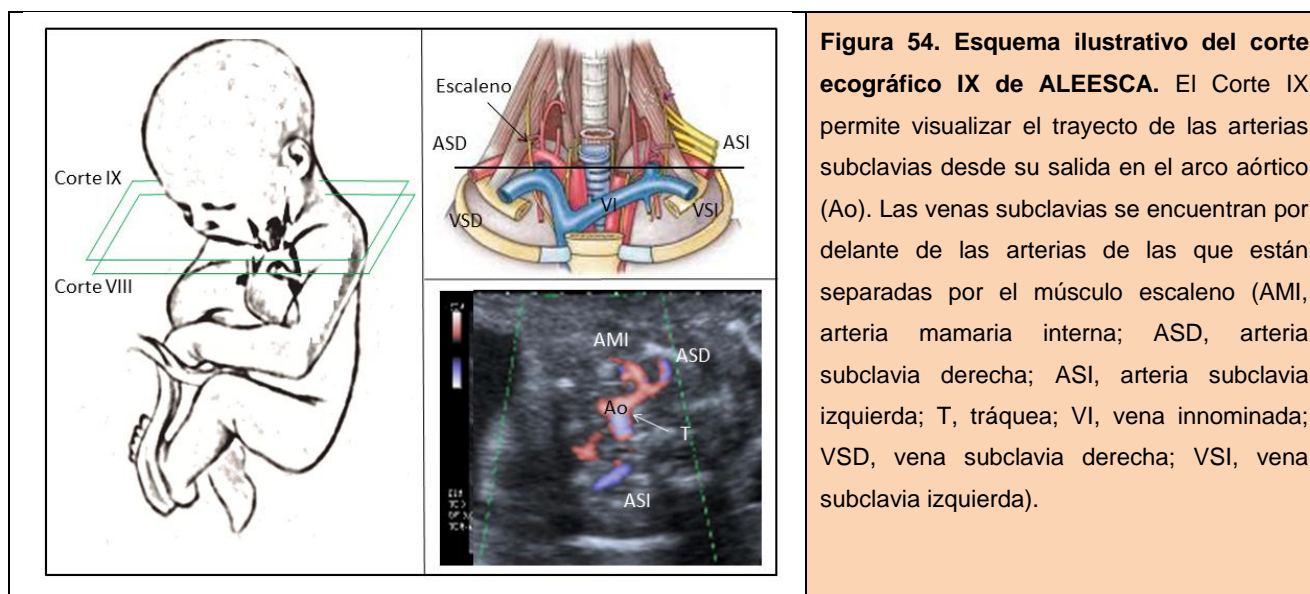 Corte IX
Corte VIII
Escaleno
ASD
ASI
VSD
VI
VSI
AMI
ASD
Ao
T
ASI
Figura 54. Esquema ilustrativo del corte
ecográfico IX de ALEESCA. El Corte IX
permite visualizar el trayecto de las arterias
subclavias desde su salida en el arco aórtico
(Ao). Las venas subclavias se encuentran por
delante de las arterias de las que están
separadas por el músculo escaleno (AMI,
arteria mamaria interna; ASD, arteria
subclavia derecha; ASI, arteria subclavia
izquierda; T, tráquea; VI, vena innominada;
VSD, vena subclavia derecha; VSI, vena
subclavia izquierda).